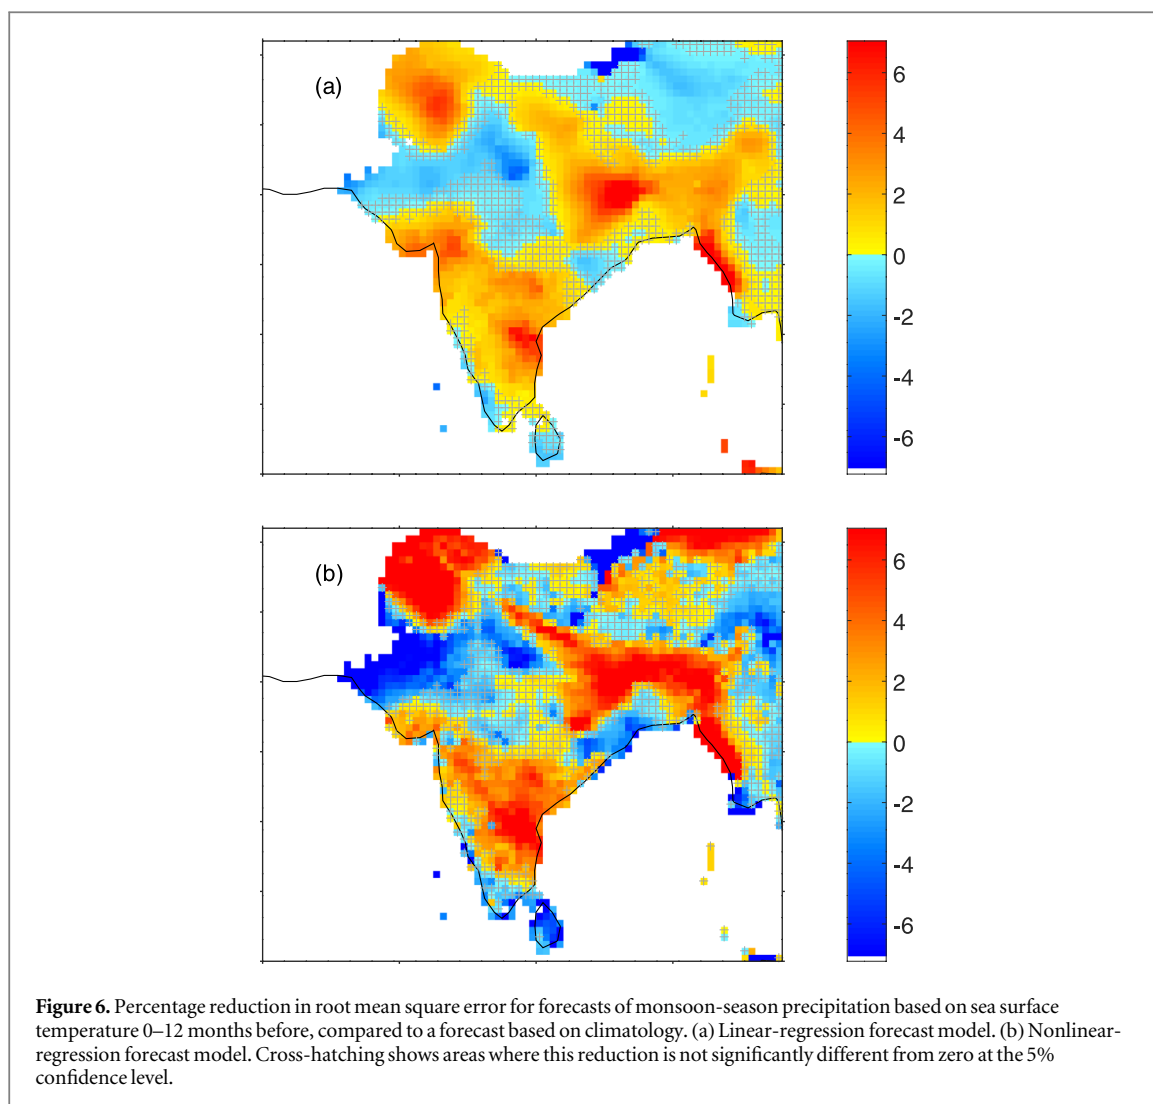 (a)
6
4
2
0
-2
-4
-6
(b)
6
4
2
0
-2
-4
-6
Figure 6. Percentage reduction in root mean square error for forecasts of monsoon-season precipitation based on sea surface
temperature 0–12 months before, compared to a forecast based on climatology. (a) Linear-regression forecast model. (b) Nonlinear-
regression forecast model. Cross-hatching shows areas where this reduction is not significantly different from zero at the 5%
confidence level.